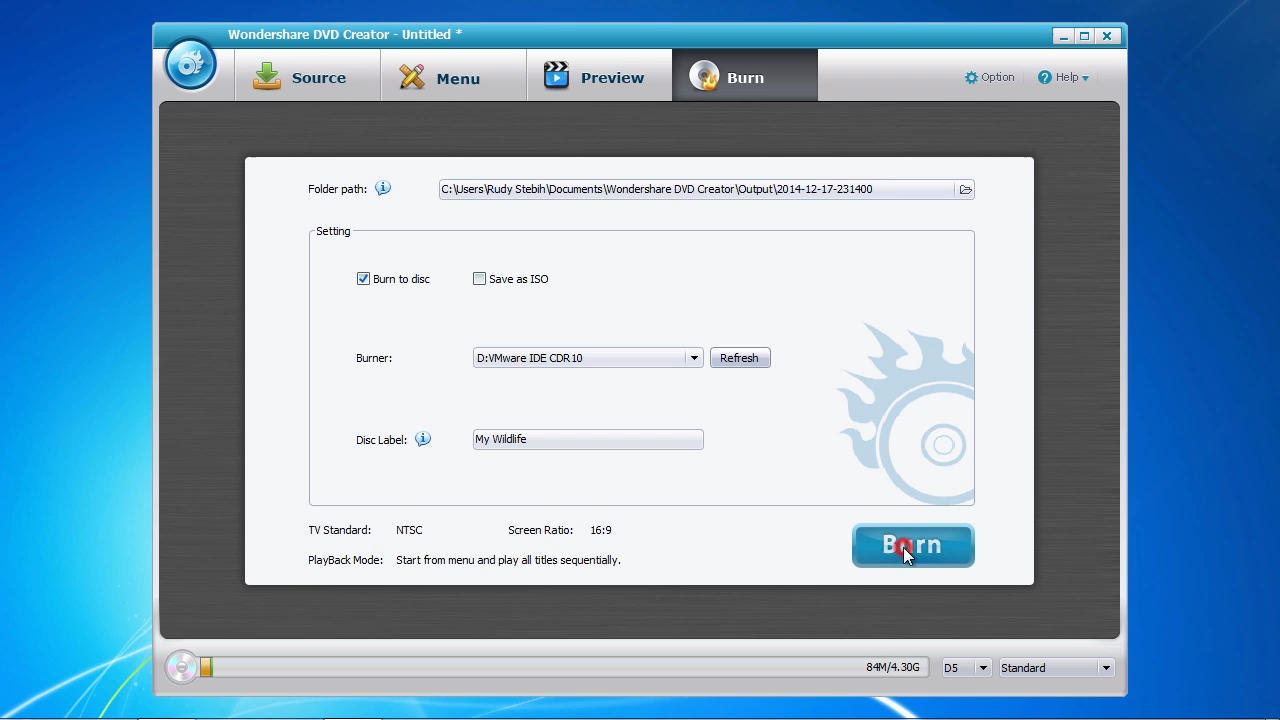 Wondershare DVD Creator - Untitled *
Source
Menu
Preview
Burn
Option
Help
Folder path:
C:\Users\Rudy Stebih\Documents\Wondershare DVD Creator\Output\2014-12-17-231400
Setting
Burn to disc
Save as ISO
Burner:
D:VMware IDE CDR10
Refresh
Disc Label:
My Wildlife
TV Standard: NTSC
Screen Ratio: 16:9
Burn
PlayBack Mode: Start from menu and play all titles sequentially.
84M/4.30G
D5
Standard